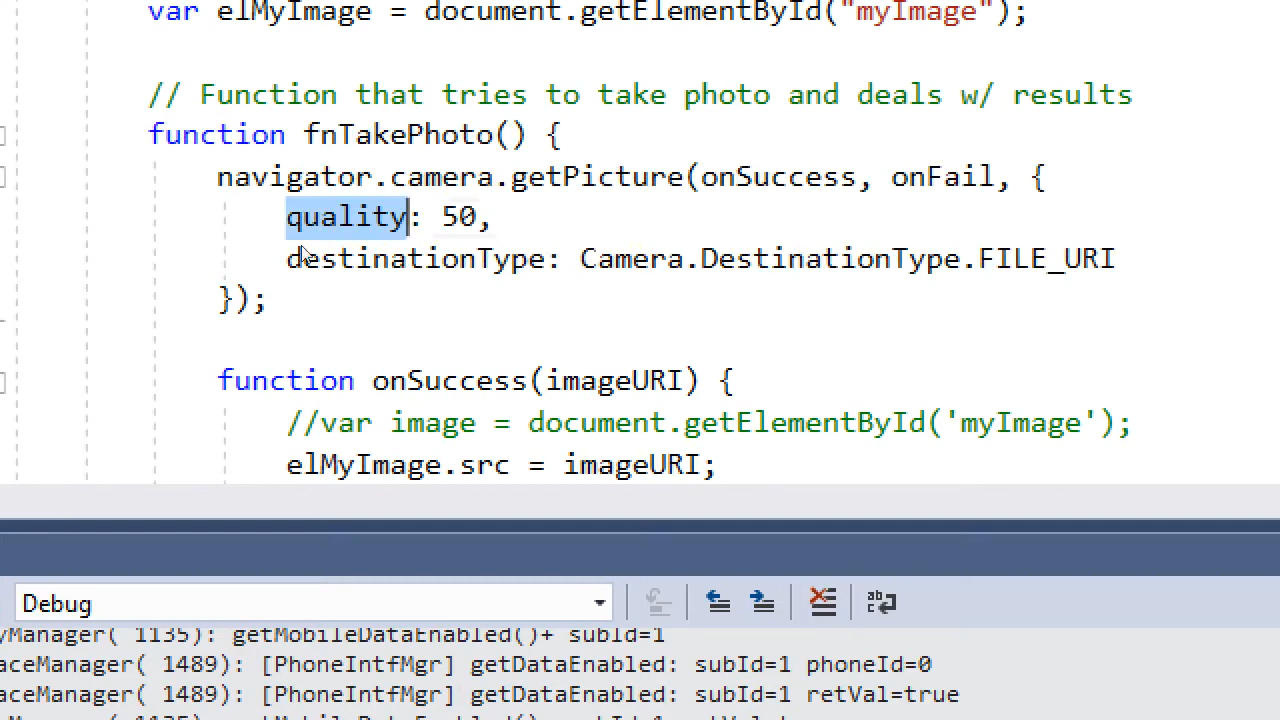 var elMyImage = document.getElementById("myImage");
// Function that tries to take photo and deals w/ results
function fnTakePhoto() {
navigator.camera.getPicture(onSuccess, onFail, {
quality: 50,
destinationType: Camera.DestinationType.FILE_URI
});
function onSuccess(imageURI) {
//var image = document.getElementById('myImage');
elMyImage.src = imageURI;
Debug
yManager( 1135): getMobileDataEnabled()+ subId=1
aceManager( 1489): [PhoneIntfMgr] getDataEnabled: subId=1 phoneId=0
aceManager( 1489): [PhoneIntfMgr] getDataEnabled: subId=1 retVal=true